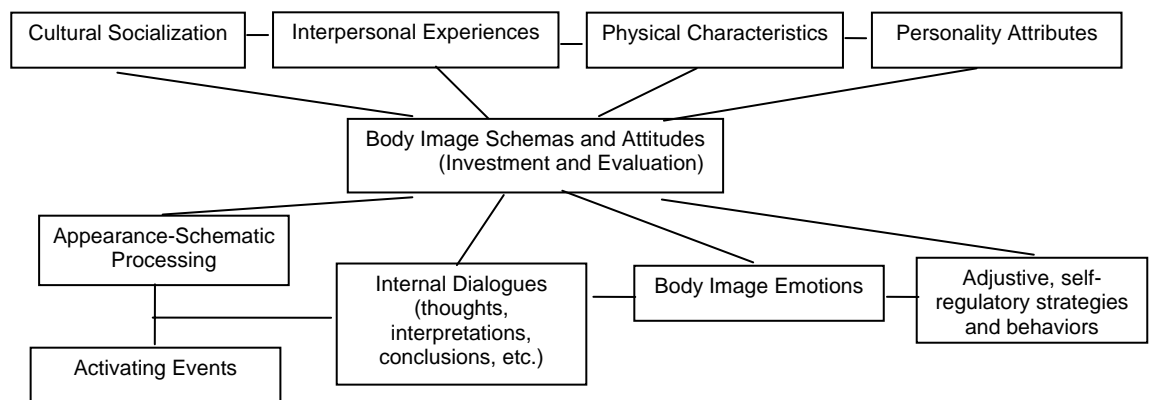 Cultural Socialization
Interpersonal Experiences
Physical Characteristics
Personality Attributes
Body Image Schemas and Attitudes
(Investment and Evaluation)
Appearance-Schematic
Processing
Internal Dialogues
(thoughts,
interpretations,
conclusions, etc.)
Body Image Emotions
Adjustive, self-
regulatory strategies
and behaviors
Activating Events